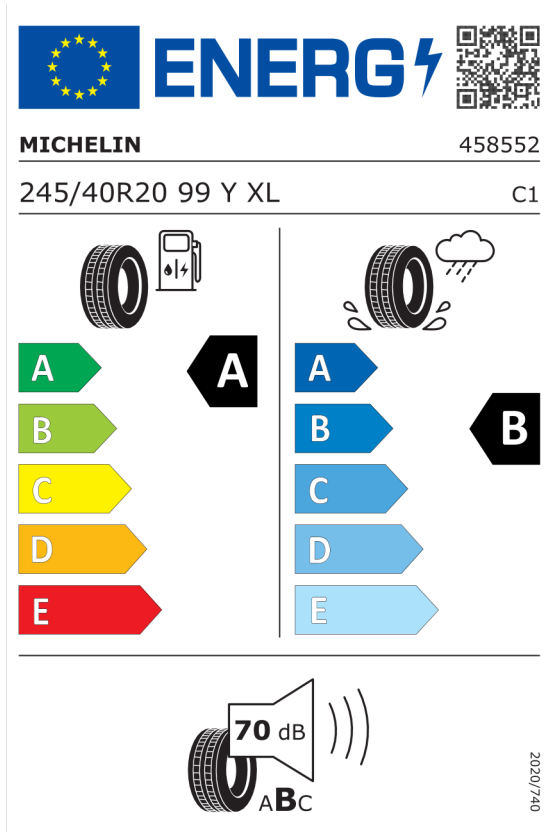 ENERG
MICHELIN 458552
245/40R20 99 Y XL C1
A A
B
C
D
E
A
B B
C
D
E
70 dB
ABC
2020/740